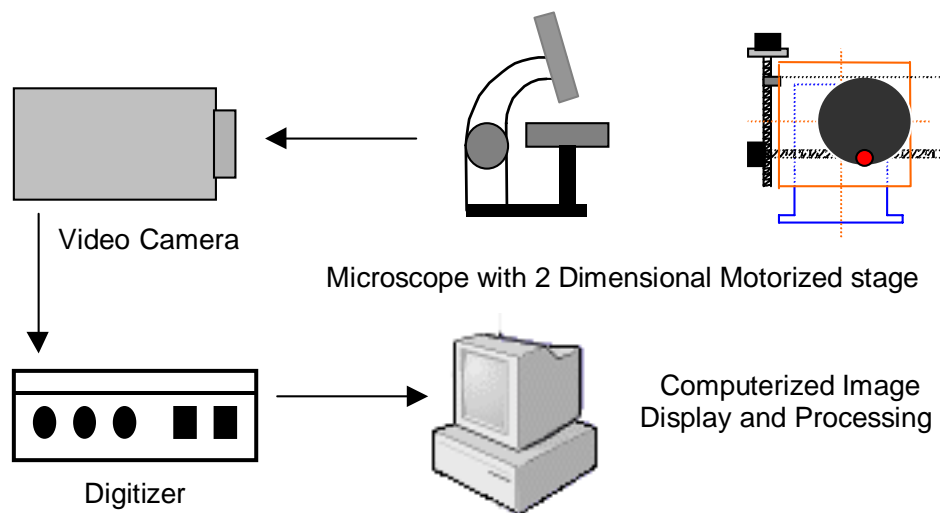 Video Camera
Microscope with 2 Dimensional Motorized stage
Computerized Image
Display and Processing
Digitizer